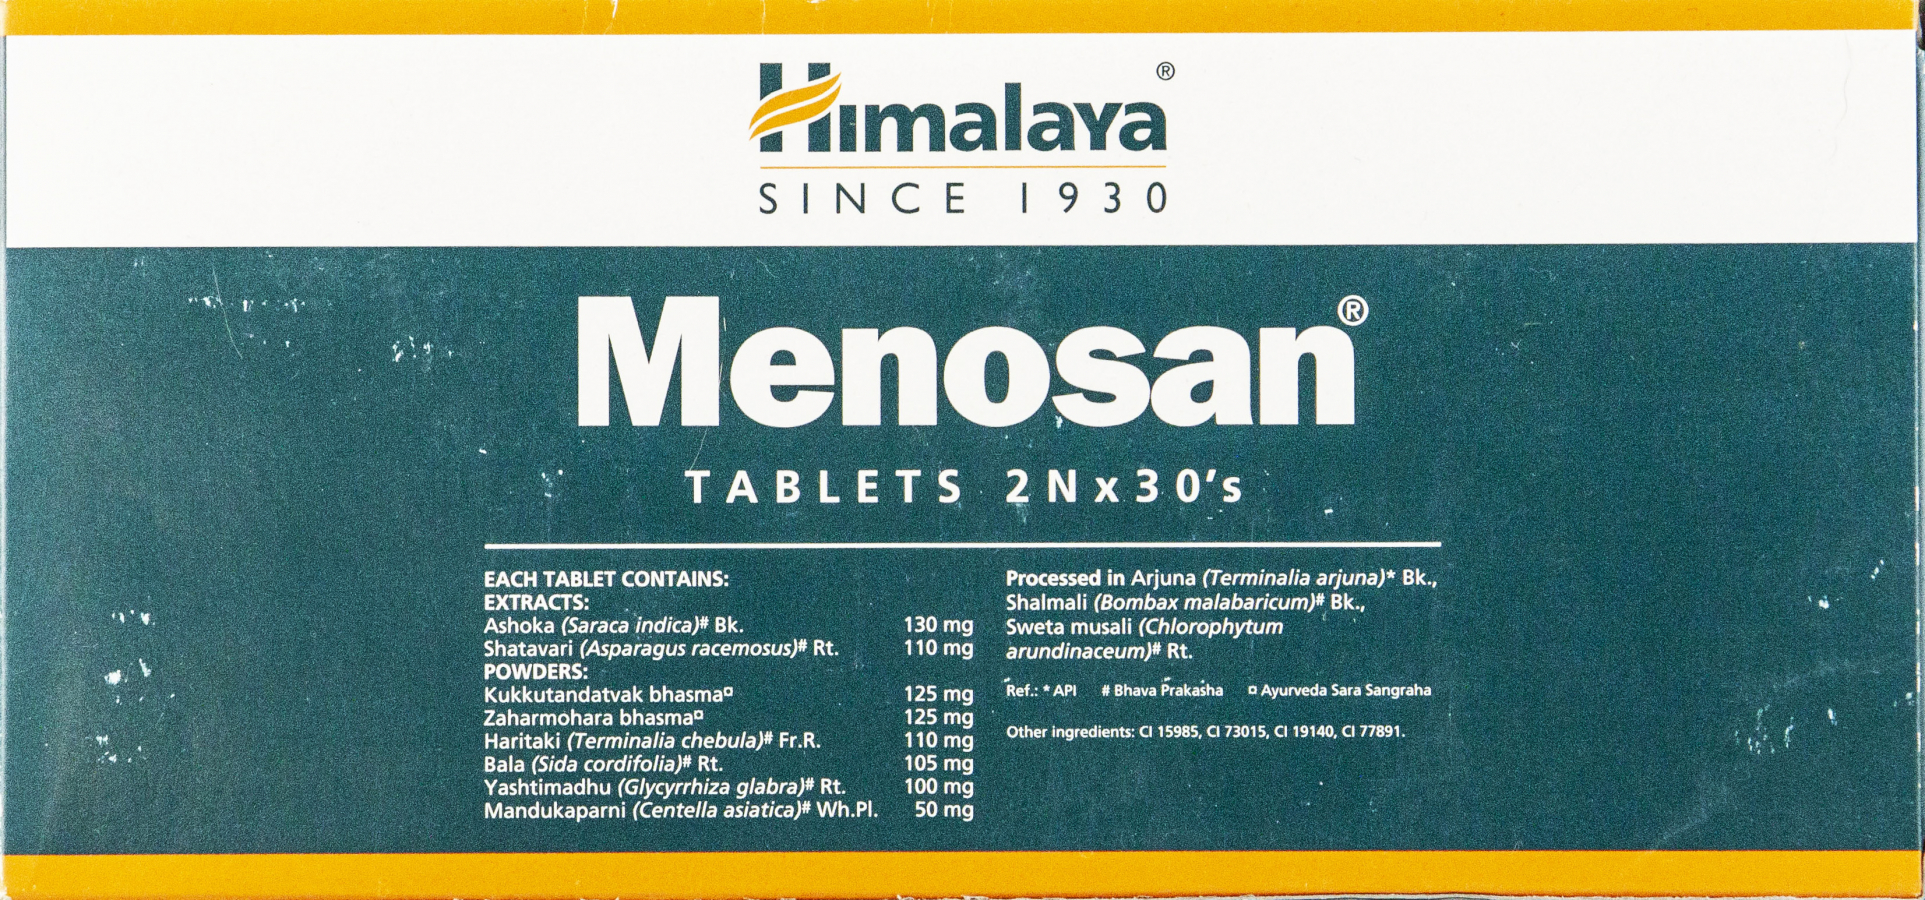 Himalaya®
SINCE 1930
Menosan®
TABLETS 2Nx30's
EACH TABLET CONTAINS:
EXTRACTS:
Ashoka (Saraca indica)# Bk. 130 mg
Shatavari (Asparagus racemosus)# Rt. 110 mg
POWDERS:
Kukkutandatvak bhasma¤ 125 mg
Zaharmohara bhasma¤ 125 mg
Haritaki (Terminalia chebula)# Fr.R. 110 mg
Bala (Sida cordifolia)# Rt. 105 mg
Yashtimadhu (Glycyrrhiza glabra)# Rt. 100 mg
Mandukaparni (Centella asiatica)# Wh.Pl. 50 mg
Processed in Arjuna (Terminalia arjuna)* Bk.,
Shalmali (Bombax malabaricum)# Bk.,
Sweta musali (Chlorophytum
arundinaceum)# Rt.
Ref.: * API # Bhava Prakasha ¤ Ayurveda Sara Sangraha
Other ingredients: CI 15985, CI 73015, CI 19140, CI 77891.